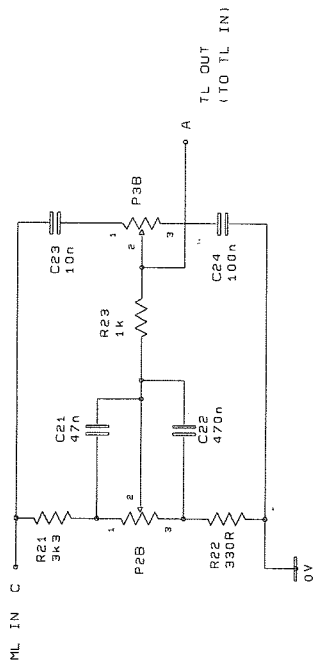 ML IN C
R21
3k3
1
P2B
2
3
R22
330R
0V
C21
47n
C22
470n
R23
1k
C23
10n
1
P3B
2
3
C24
100n
A
TL OUT
(TO TL IN)